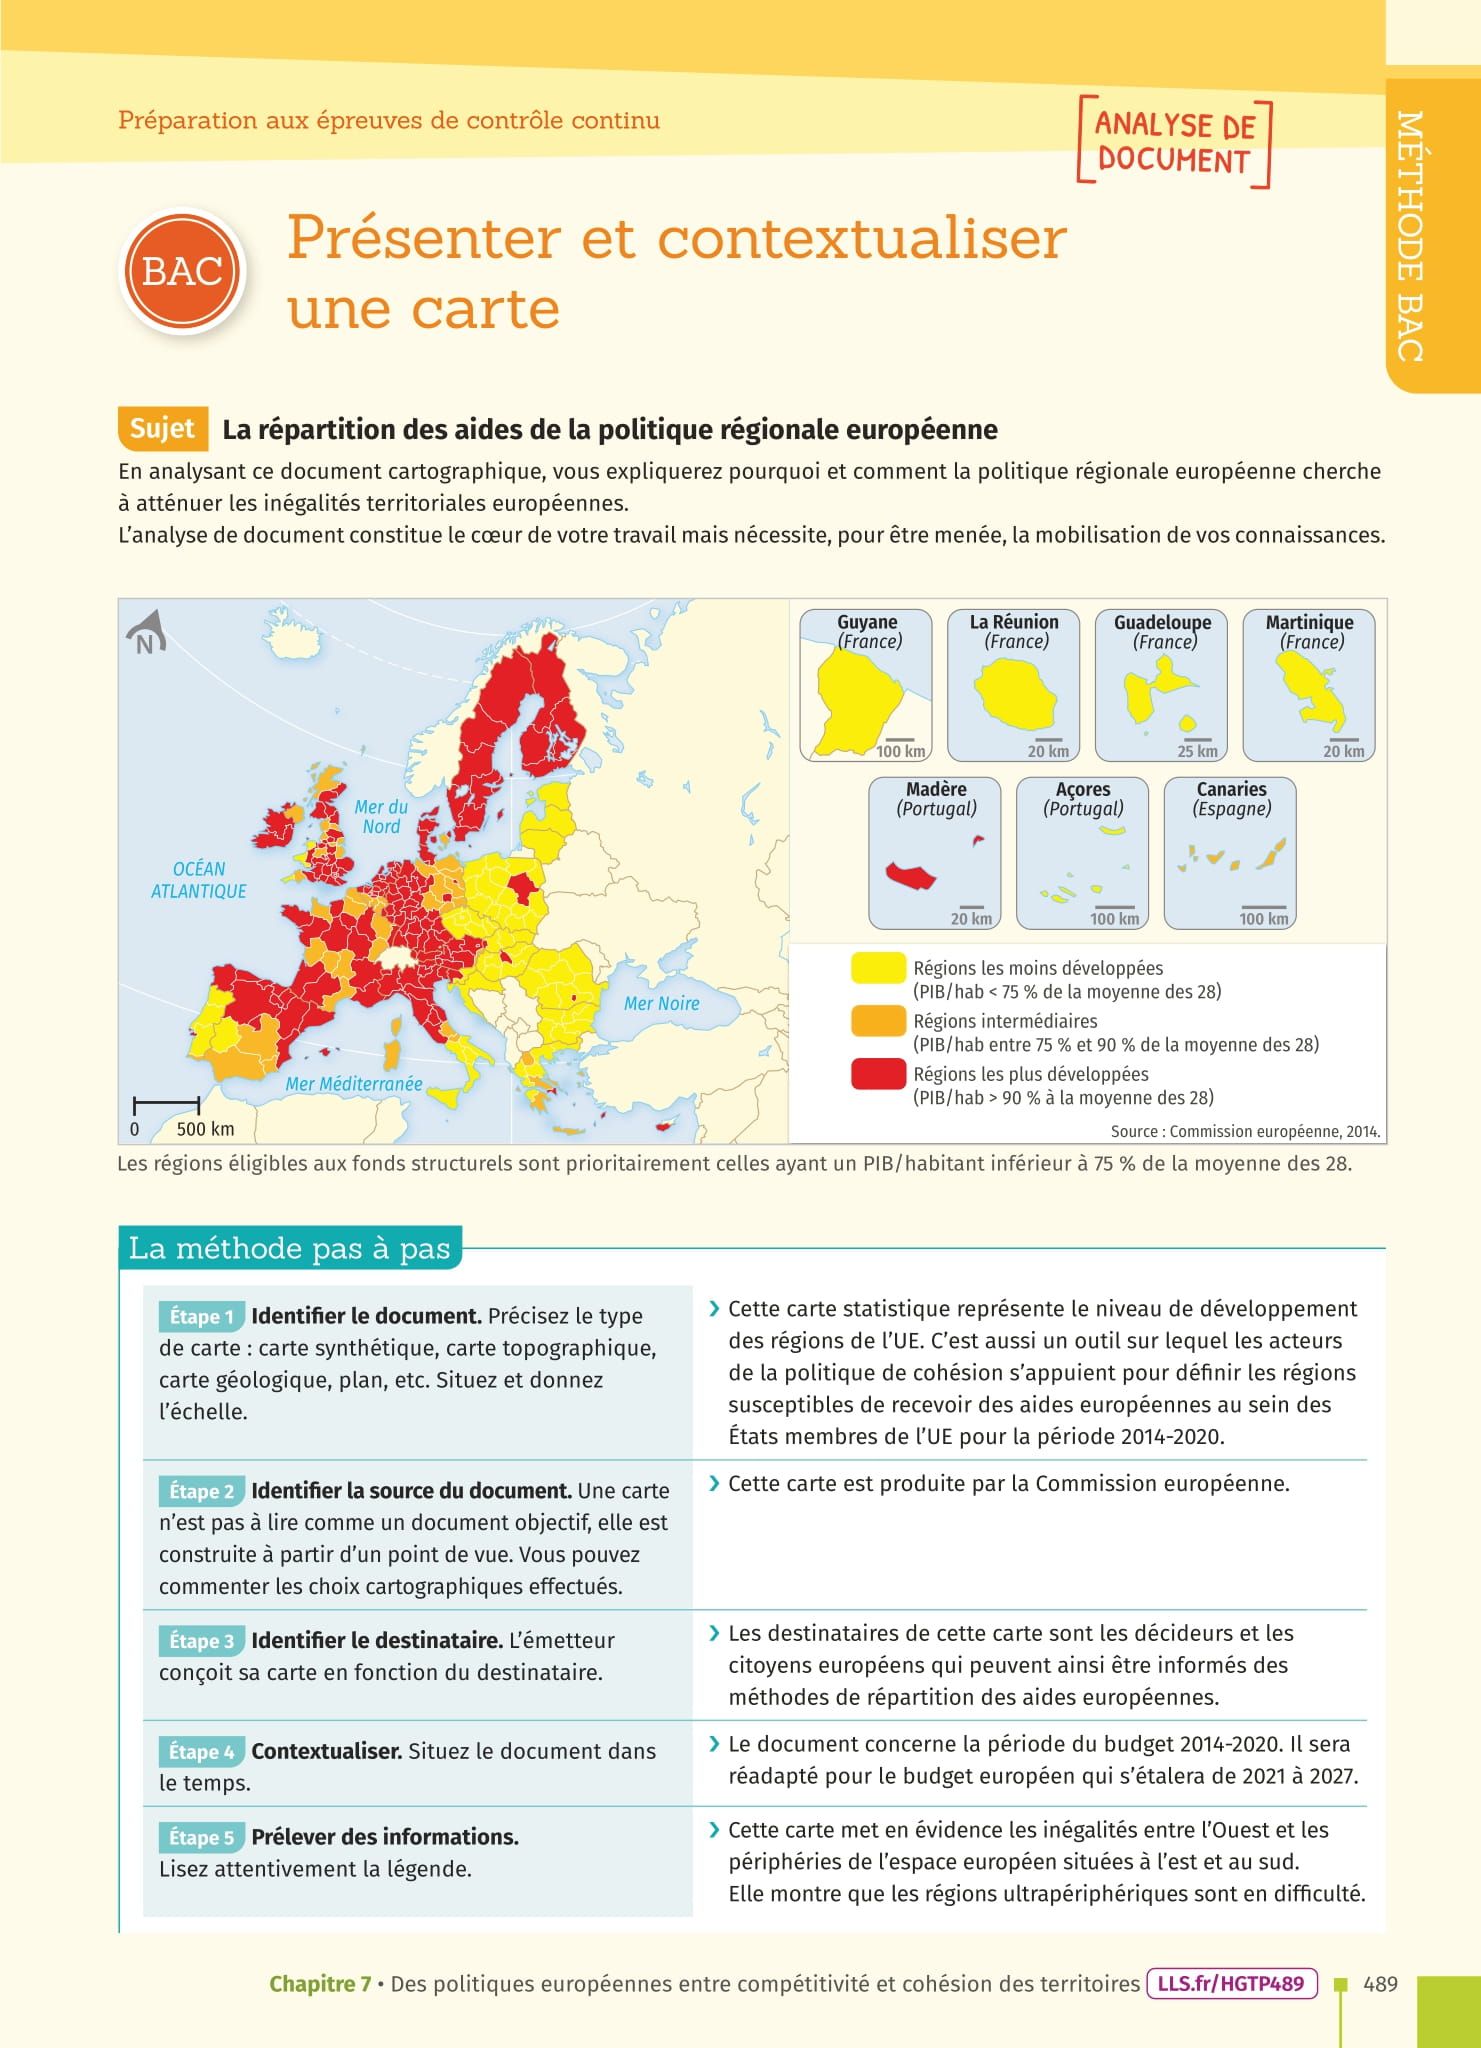 Préparation aux épreuves de contrôle continu
ANALYSE DE
DOCUMENT
MÉTHODE BAC
BAC
Présenter et contextualiser
une carte
Sujet La répartition des aides de la politique régionale européenne
En analysant ce document cartographique, vous expliquerez pourquoi et comment la politique régionale européenne cherche
à atténuer les inégalités territoriales européennes.
L'analyse de document constitue le cœur de votre travail mais nécessite, pour être menée, la mobilisation de vos connaissances.
N
Mer du
Nord
OCÉAN
ATLANTIQUE
Mer Noire
Mer Méditerranée
0 500 km
Guyane
(France)
100 km
La Réunion
(France)
20 km
Guadeloupe
(France)
25 km
Martinique
(France)
20 km
Madère
(Portugal)
20 km
Açores
(Portugal)
100 km
Canaries
(Espagne)
100 km
Régions les moins développées
(PIB/hab < 75 % de la moyenne des 28)
Régions intermédiaires
(PIB/hab entre 75 % et 90 % de la moyenne des 28)
Régions les plus développées
(PIB/hab > 90 % à la moyenne des 28)
Source : Commission européenne, 2014.
Les régions éligibles aux fonds structurels sont prioritairement celles ayant un PIB/habitant inférieur à 75 % de la moyenne des 28.
La méthode pas à pas
Étape 1 Identifier le document. Précisez le type
de carte : carte synthétique, carte topographique,
carte géologique, plan, etc. Situez et donnez
l'échelle.
› Cette carte statistique représente le niveau de développement
des régions de l'UE. C'est aussi un outil sur lequel les acteurs
de la politique de cohésion s'appuient pour définir les régions
susceptibles de recevoir des aides européennes au sein des
États membres de l'UE pour la période 2014-2020.
Étape 2 Identifier la source du document. Une carte
n'est pas à lire comme un document objectif, elle est
construite à partir d'un point de vue. Vous pouvez
commenter les choix cartographiques effectués.
› Cette carte est produite par la Commission européenne.
Étape 3 Identifier le destinataire. L'émetteur
conçoit sa carte en fonction du destinataire.
› Les destinataires de cette carte sont les décideurs et les
citoyens européens qui peuvent ainsi être informés des
méthodes de répartition des aides européennes.
Étape 4 Contextualiser. Situez le document dans
le temps.
› Le document concerne la période du budget 2014-2020. Il sera
réadapté pour le budget européen qui s'étalera de 2021 à 2027.
Étape 5 Prélever des informations.
Lisez attentivement la légende.
› Cette carte met en évidence les inégalités entre l'Ouest et les
périphéries de l'espace européen situées à l'est et au sud.
Elle montre que les régions ultrapériphériques sont en difficulté.
Chapitre 7 • Des politiques européennes entre compétitivité et cohésion des territoires LLS.fr/HGTP489 489